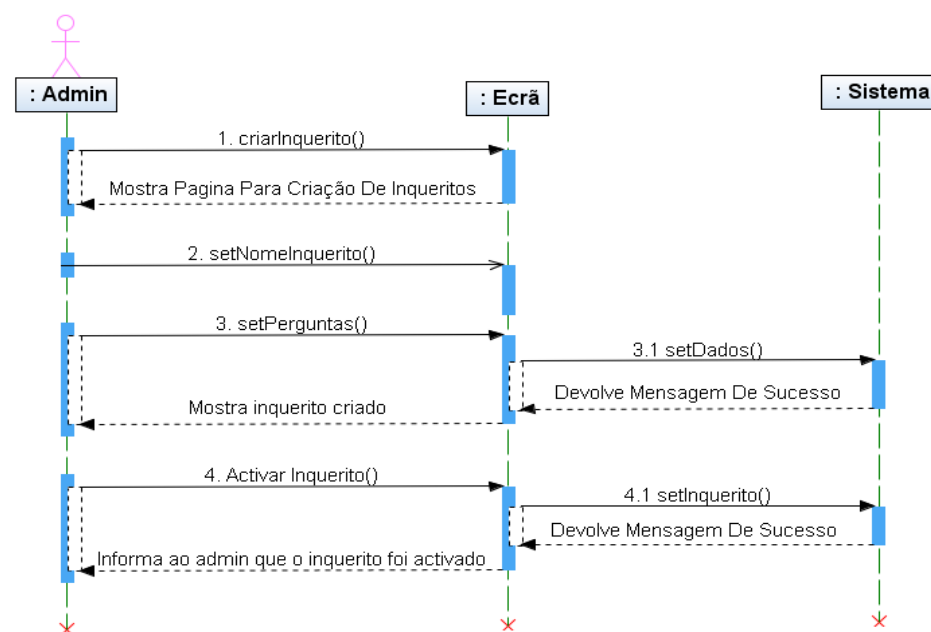 : Admin
: Ecrã
: Sistema
1. criarInquerito()
Mostra Pagina Para Criação De Inqueritos
2. setNomeInquerito()
3. setPerguntas()
3.1 setDados()
Devolve Mensagem De Sucesso
Mostra inquerito criado
4. Activar Inquerito()
4.1 setInquerito()
Devolve Mensagem De Sucesso
Informa ao admin que o inquerito foi activado